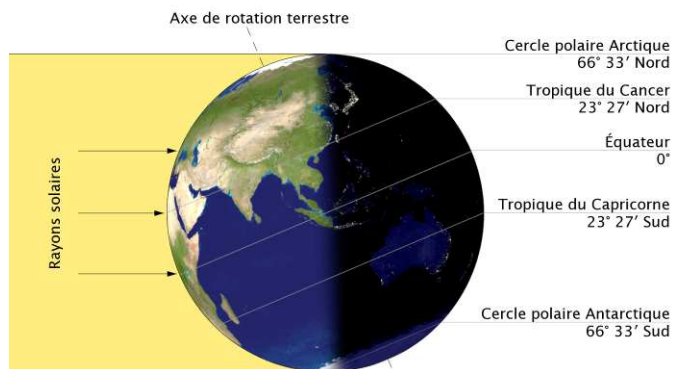 Axe de rotation terrestre
Cercle polaire Arctique
66° 33′ Nord
Tropique du Cancer
23° 27′ Nord
Équateur
0°
Rayons solaires
Tropique du Capricorne
23° 27′ Sud
Cercle polaire Antarctique
66° 33′ Sud